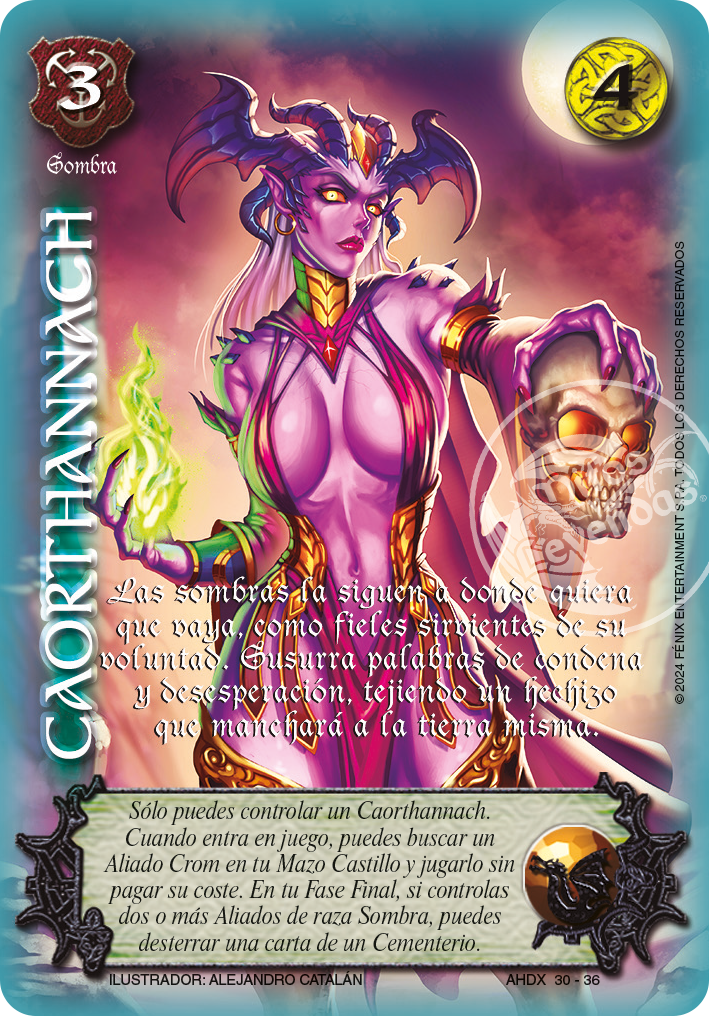 3
4
Sombra
CAORTHANNACH
Las sombras la siguen a donde quiera
que vaya, como fieles sirvientes de su
voluntad. Susurra palabras de condena
y desesperación, tejiendo un hechizo
que manchará a la tierra misma.
© 2024 FÉNIX ENTERTAINMENT S.P.A. TODOS LOS DERECHOS RESERVADOS
Sólo puedes controlar un Caorthannach.
Cuando entra en juego, puedes buscar un
Aliado Crom en tu Mazo Castillo y jugarlo sin
pagar su coste. En tu Fase Final, si controlas
dos o más Aliados de raza Sombra, puedes
desterrar una carta de un Cementerio.
ILUSTRADOR: ALEJANDRO CATALÁN
AHDX 30 - 36